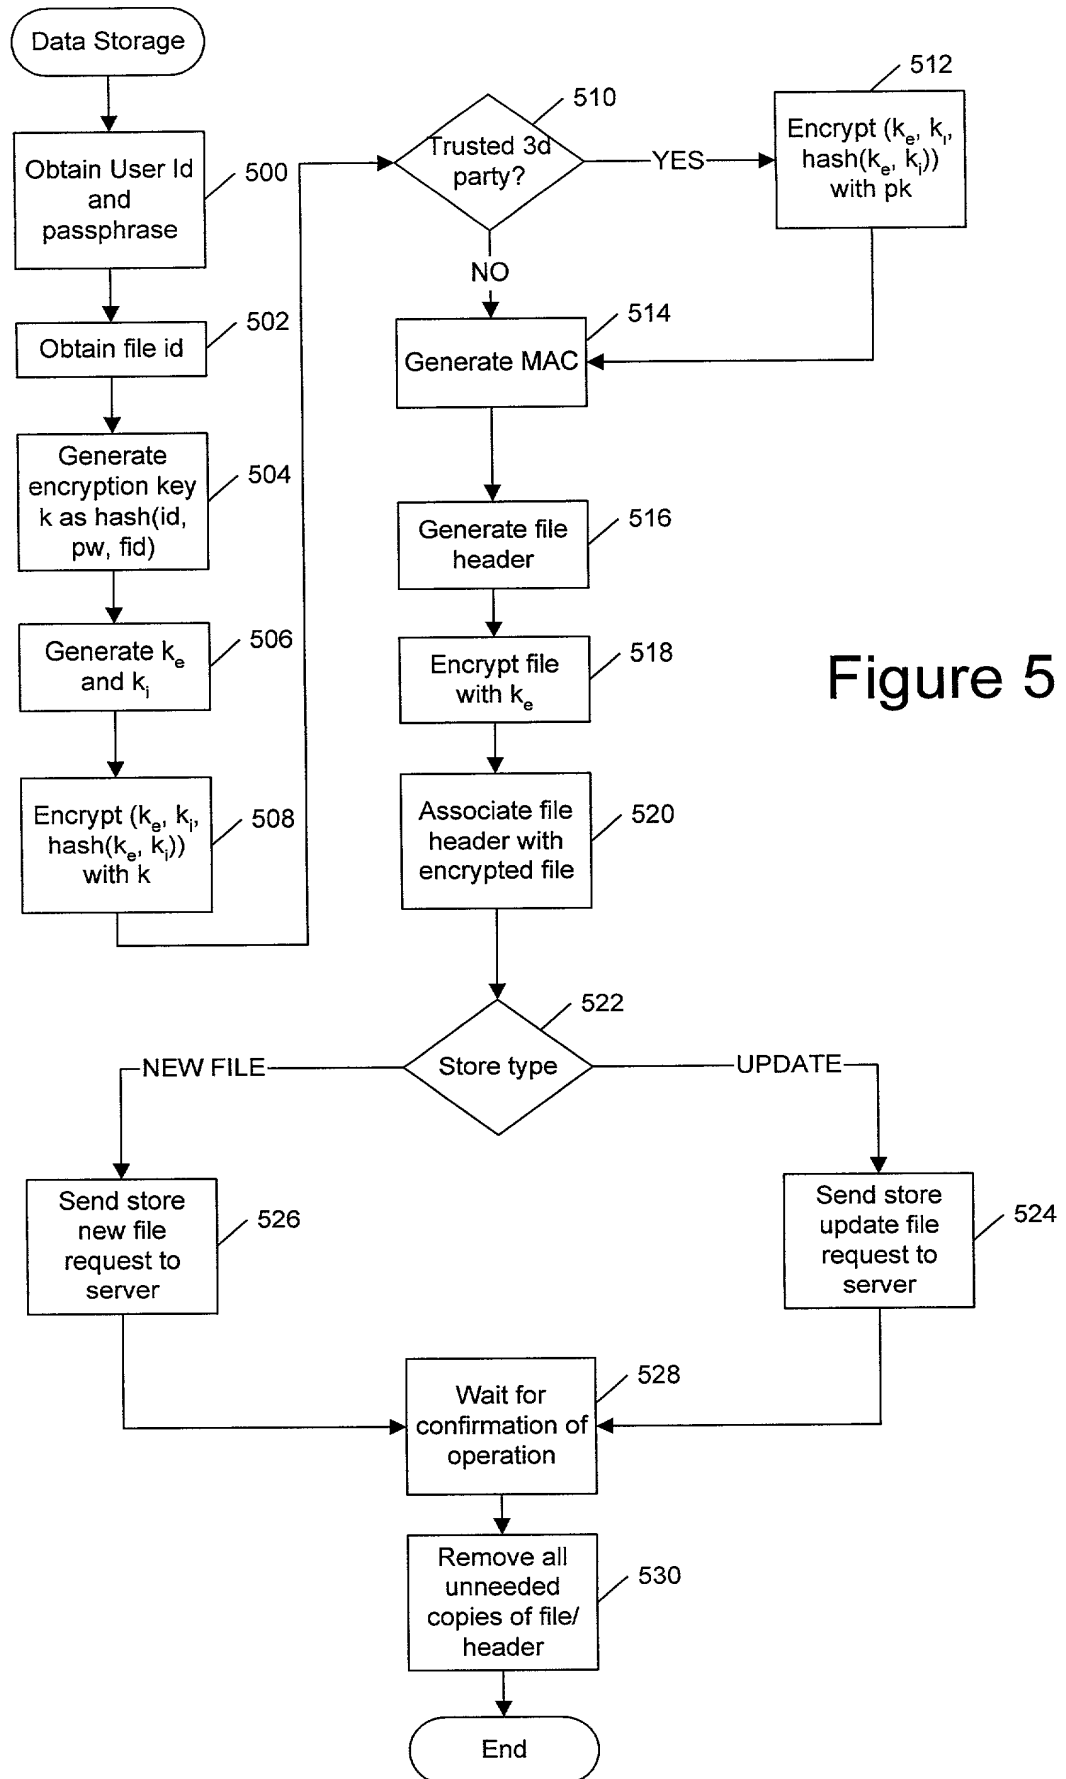 Data Storage
Obtain User Id
and
passphrase
500
Obtain file id
502
Generate
encryption key
k as hash(id,
pw, fid)
504
Generate kₑ
and kᵢ
506
Encrypt (kₑ, kᵢ,
hash(kₑ, kᵢ))
with k
508
Trusted 3d
party?
510
YES
NO
Encrypt (kₑ, kᵢ,
hash(kₑ, kᵢ))
with pk
512
Generate MAC
514
Generate file
header
516
Encrypt file
with kₑ
518
Associate file
header with
encrypted file
520
Figure 5
Store type
522
NEW FILE
UPDATE
Send store
new file
request to
server
526
Send store
update file
request to
server
524
Wait for
confirmation of
operation
528
Remove all
unneeded
copies of file/
header
530
End